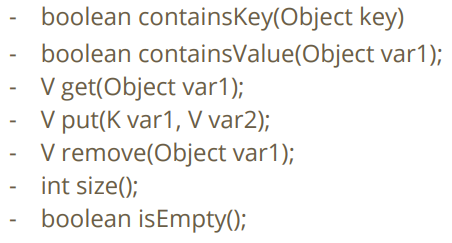 - boolean containsKey(Object key)
- boolean containsValue(Object var1);
- V get(Object var1);
- V put(K var1, V var2);
- V remove(Object var1);
- int size();
- boolean isEmpty();